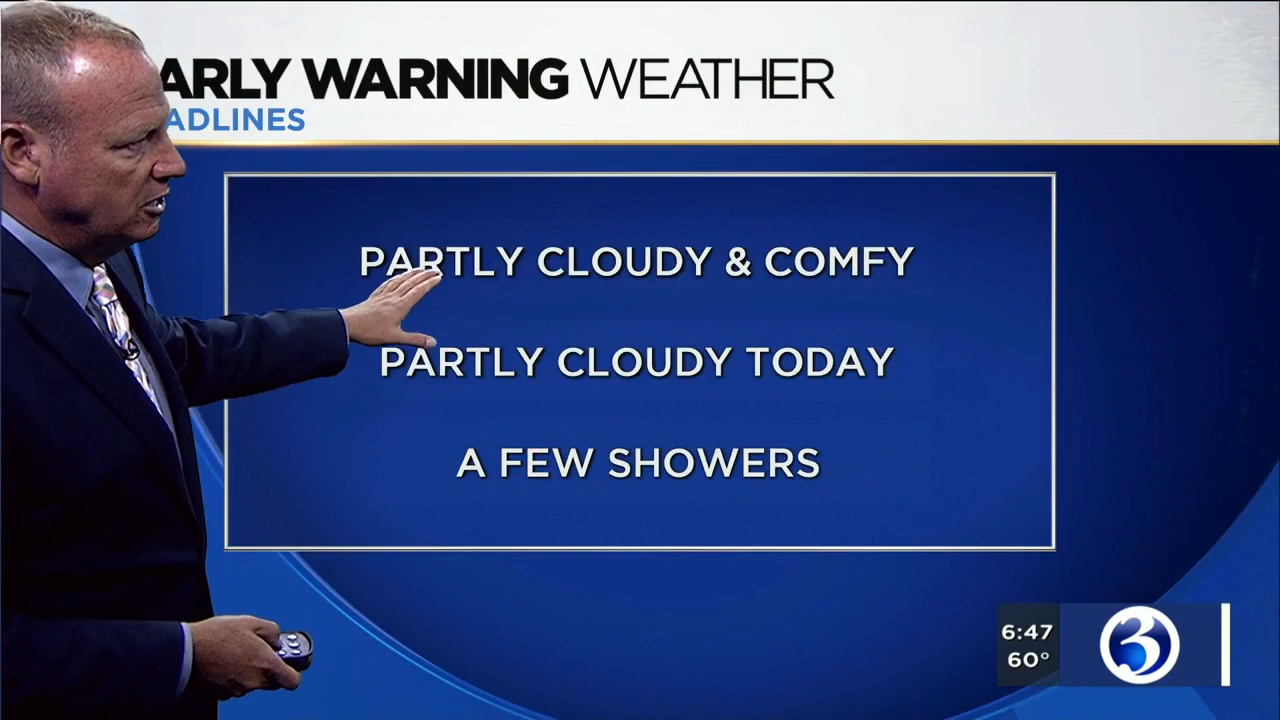 ARLY WARNING WEATHER
ADLINES
PARTLY CLOUDY & COMFY
PARTLY CLOUDY TODAY
A FEW SHOWERS
6:47
60°
3